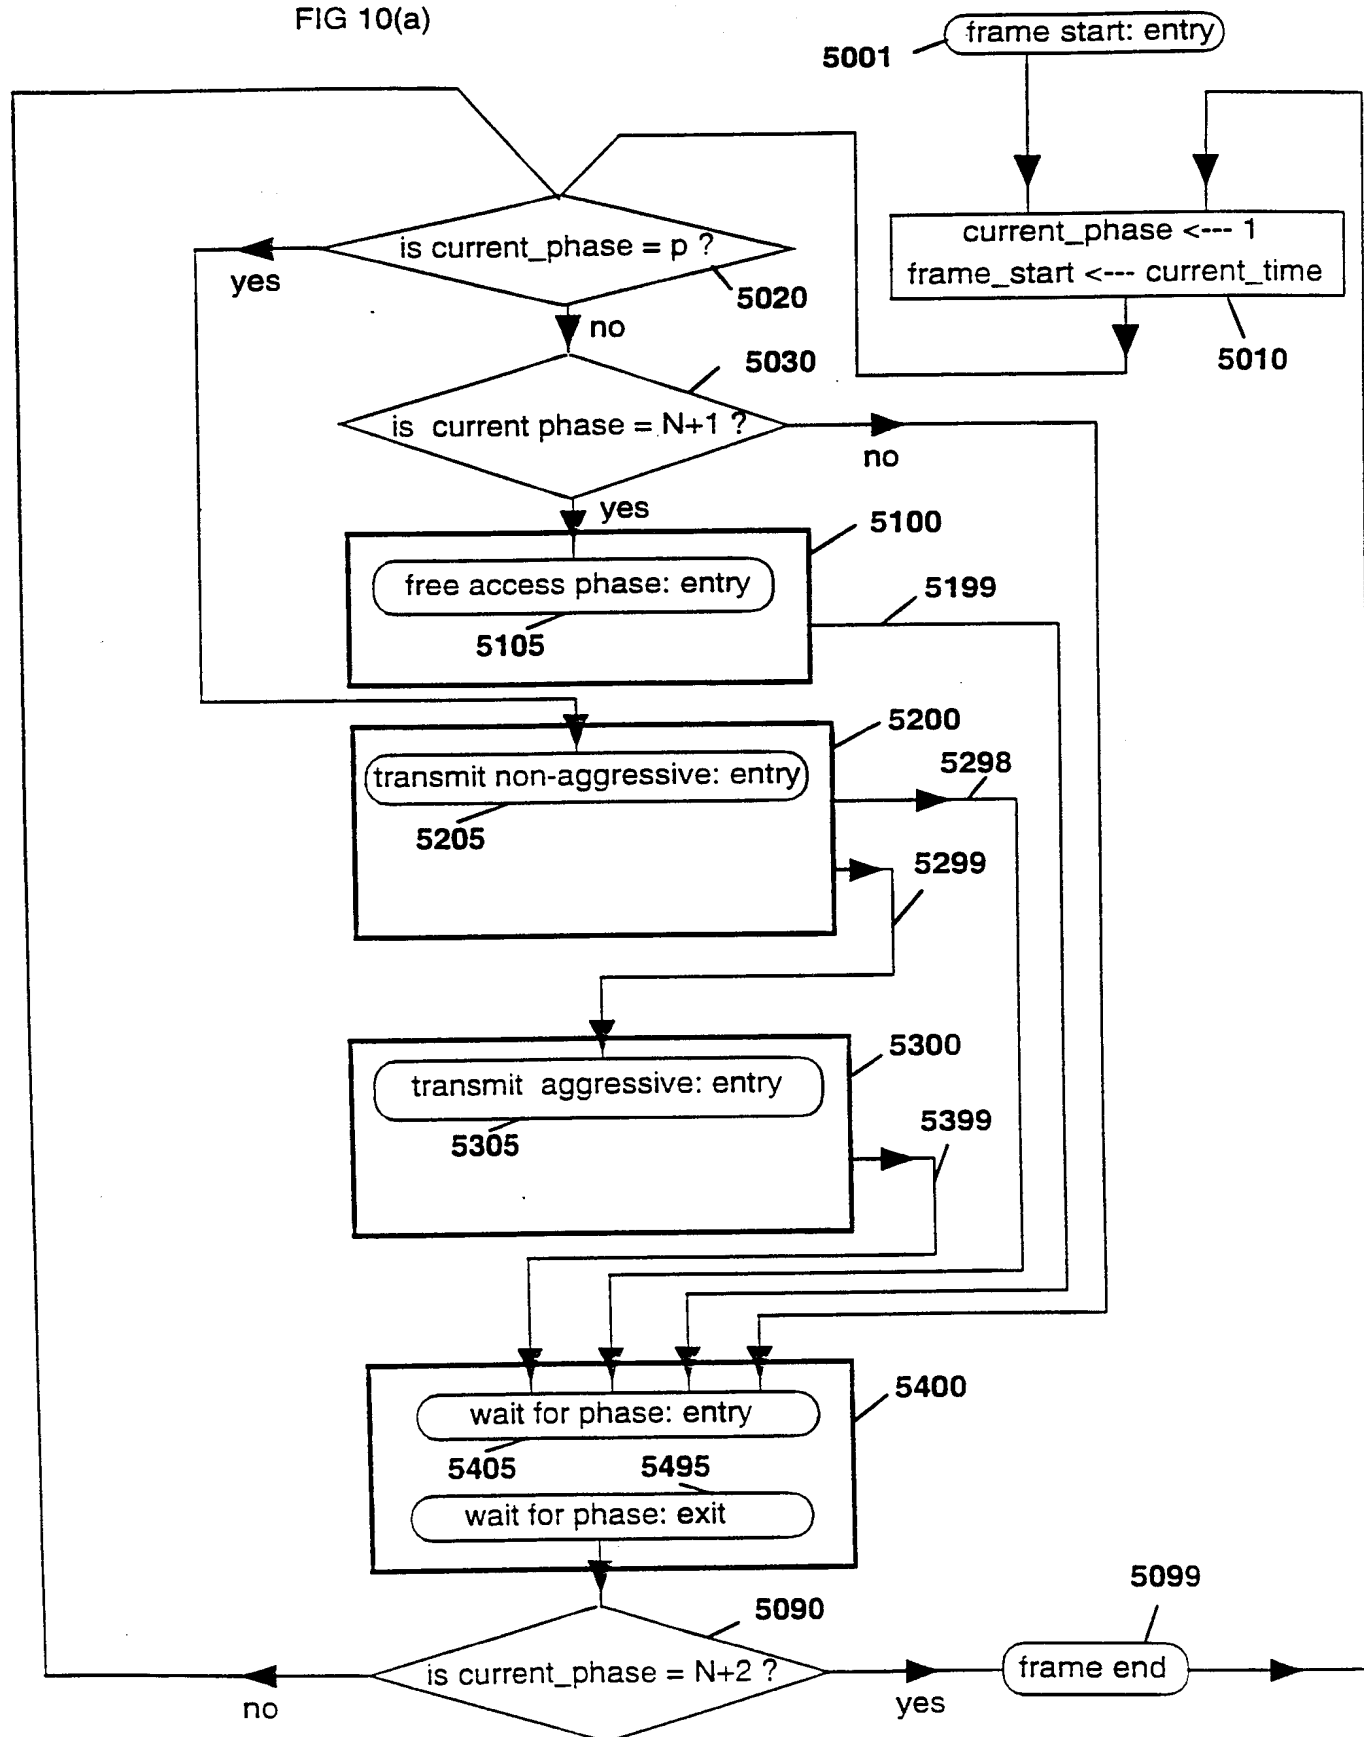 FIG 10(a)
frame start: entry
5001
current_phase <--- 1
frame_start <--- current_time
5010
is current_phase = p ?
5020
yes
no
5030
is current phase = N+1 ?
no
yes
5100
free access phase: entry
5105
5199
5200
transmit non-aggressive: entry
5205
5298
5299
5300
transmit aggressive: entry
5305
5399
5400
wait for phase: entry
5405
5495
wait for phase: exit
5090
is current_phase = N+2 ?
no
yes
5099
frame end